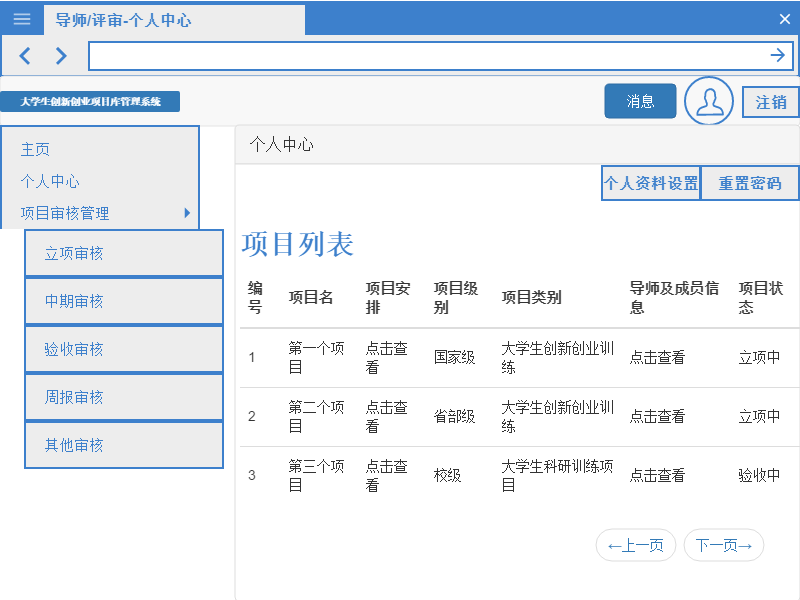 导师/评审-个人中心
大学生创新创业项目库管理系统
消息
注销
主页
个人中心
项目审核管理
立项审核
中期审核
验收审核
周报审核
其他审核
个人中心
个人资料设置
重置密码
项目列表
编号 项目名 项目安排 项目级别 项目类别 导师及成员信息 项目状态
1 第一个项目 点击查看 国家级 大学生创新创业训练 点击查看 立项中
2 第二个项目 点击查看 省部级 大学生创新创业训练 点击查看 立项中
3 第三个项目 点击查看 校级 大学生科研训练项目 点击查看 验收中
←上一页
下一页→